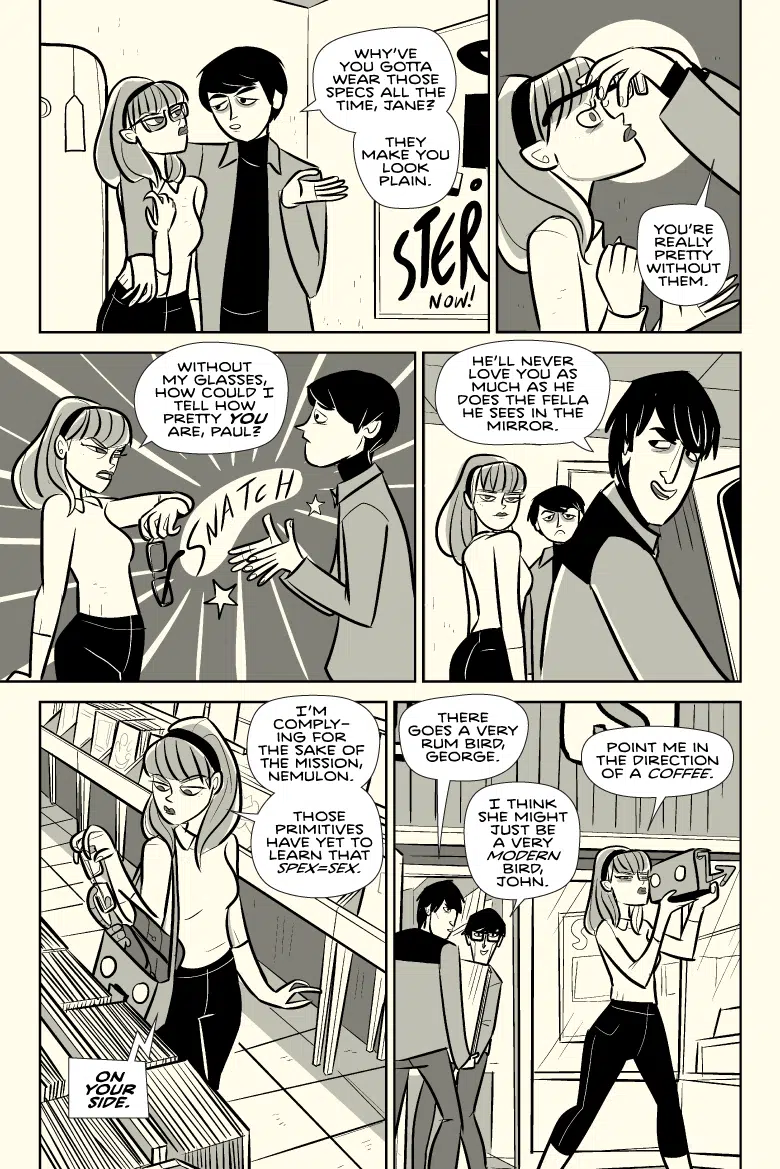 WHY'VE
YOU GOTTA
WEAR THOSE
SPECS ALL THE
TIME, JANE?
THEY
MAKE YOU
LOOK
PLAIN.
STER
NOW!
YOU'RE
REALLY
PRETTY
WITHOUT
THEM.
WITHOUT
MY GLASSES,
HOW COULD I
TELL HOW
PRETTY YOU
ARE, PAUL?
SNATCH
HE'LL NEVER
LOVE YOU AS
MUCH AS HE
DOES THE FELLA
HE SEES IN THE
MIRROR.
I'M
COMPLY-
ING FOR
THE SAKE OF
THE MISSION,
NEMULON.
THOSE
PRIMITIVES
HAVE YET TO
LEARN THAT
SPEX=SEX.
ON
YOUR
SIDE.
THERE
GOES A VERY
RUM BIRD,
GEORGE.
I THINK
SHE MIGHT
JUST BE
A VERY
MODERN
BIRD,
JOHN.
POINT ME IN
THE DIRECTION
OF A COFFEE.